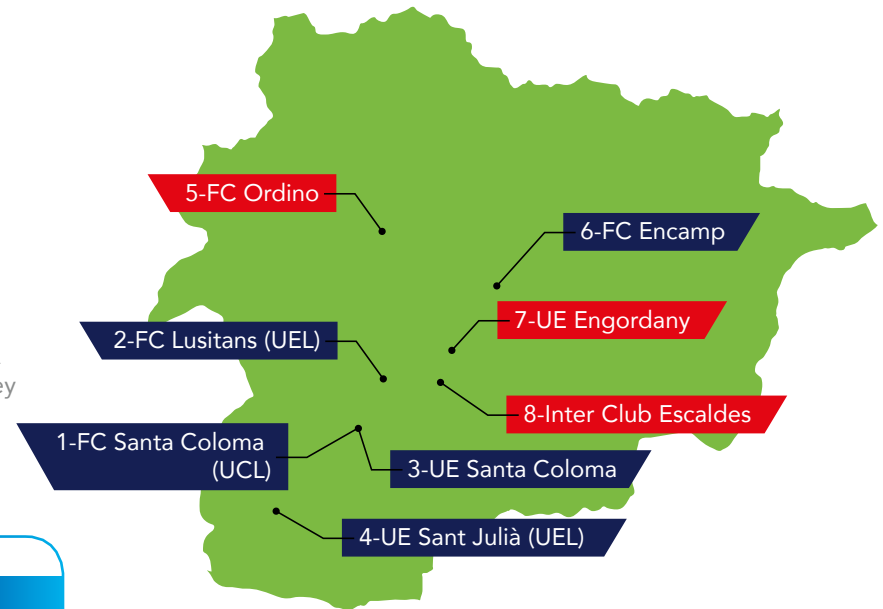 5-FC Ordino
6-FC Encamp
7-UE Engordany
2-FC Lusitans (UEL)
ey
8-Inter Club Escaldes
1-FC Santa Coloma
(UCL)
3-UE Santa Coloma
4-UE Sant Julià (UEL)